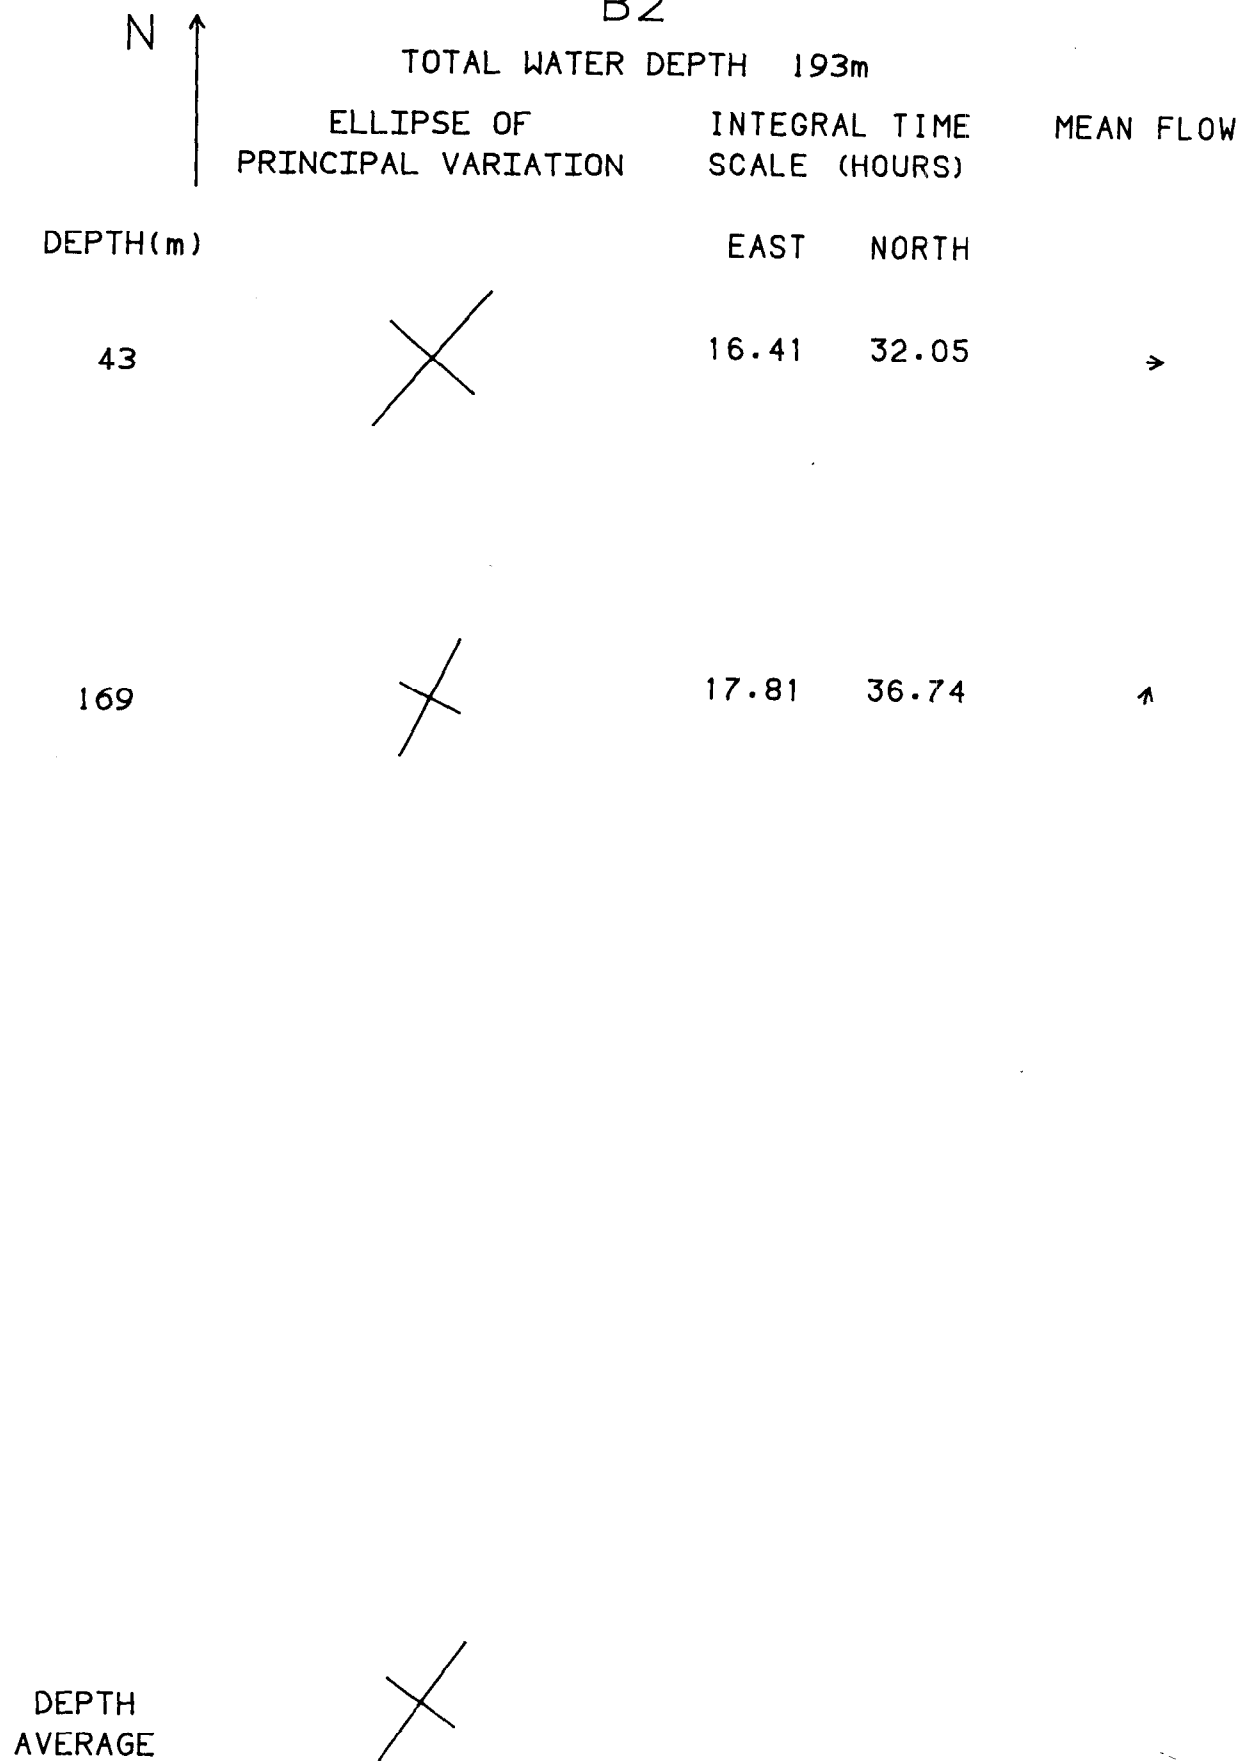 B2
N
TOTAL WATER DEPTH 193m
ELLIPSE OF PRINCIPAL VARIATION
INTEGRAL TIME SCALE (HOURS)
MEAN FLOW
DEPTH(m)
EAST NORTH
43 16.41 32.05
169 17.81 36.74
DEPTH
AVERAGE